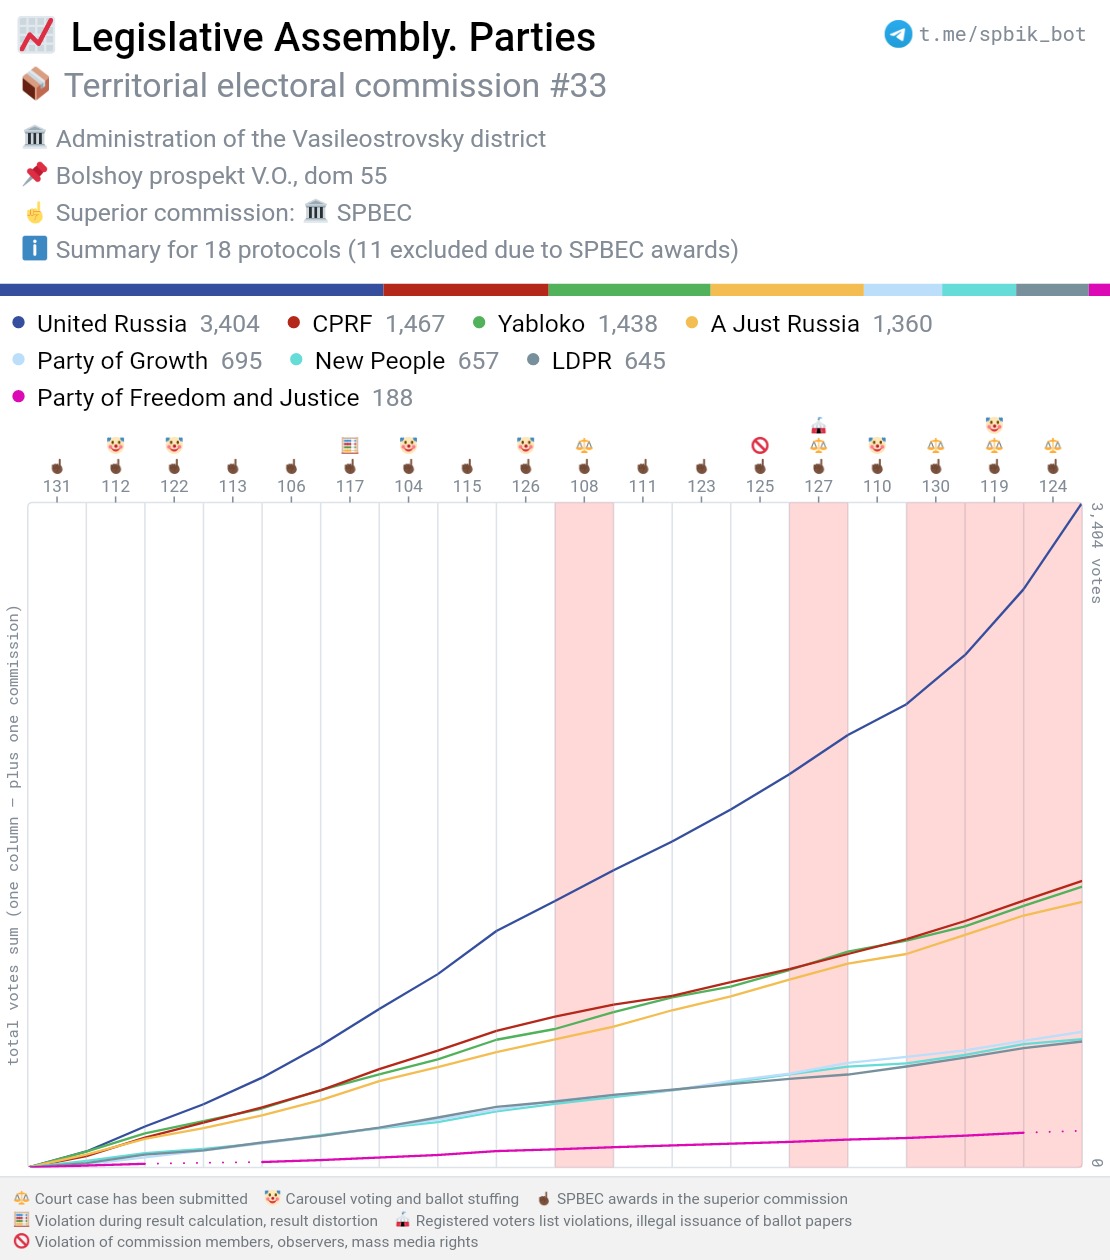 Legislative Assembly. Parties
t.me/spbik_bot
Territorial electoral commission #33
Administration of the Vasileostrovsky district
Bolshoy prospekt V.O., dom 55
Superior commission: SPBEC
Summary for 18 protocols (11 excluded due to SPBEC awards)
United Russia 3,404 CPRF 1,467 Yabloko 1,438 A Just Russia 1,360
Party of Growth 695 New People 657 LDPR 645
Party of Freedom and Justice 188
131 112 122 113 106 117 104 115 126 108 111 123 125 127 110 130 119 124
3,404 votes
total votes sum (one column – plus one commission)
0
Court case has been submitted Carousel voting and ballot stuffing SPBEC awards in the superior commission
Violation during result calculation, result distortion Registered voters list violations, illegal issuance of ballot papers
Violation of commission members, observers, mass media rights